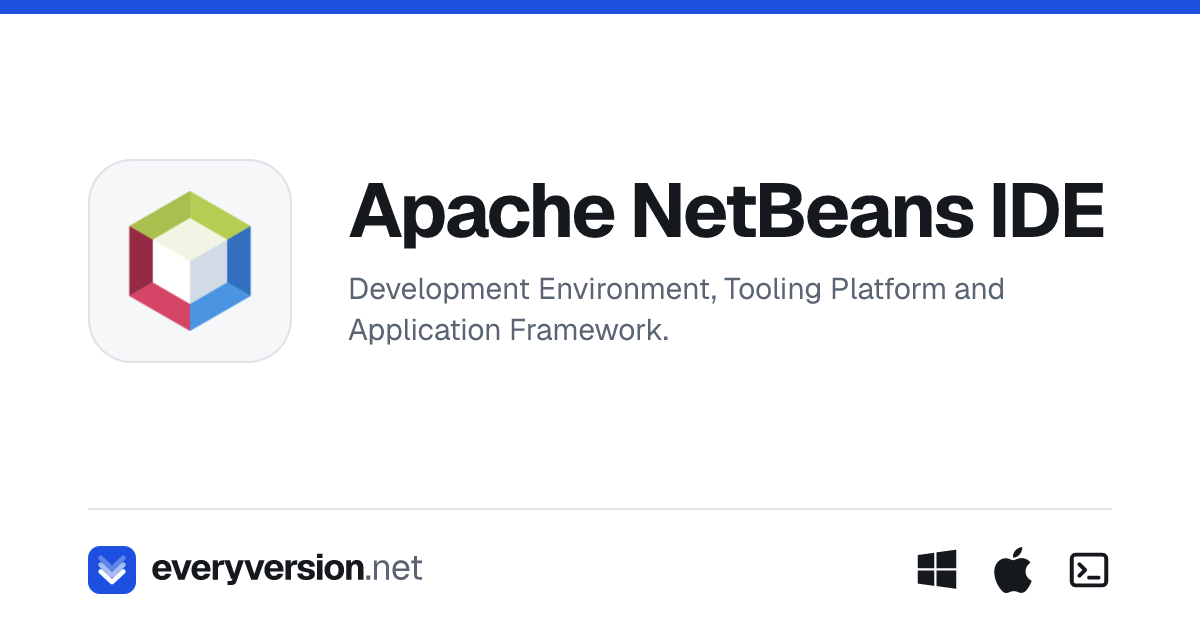 Apache NetBeans IDE
Development Environment, Tooling Platform and
Application Framework.
everyversion.net